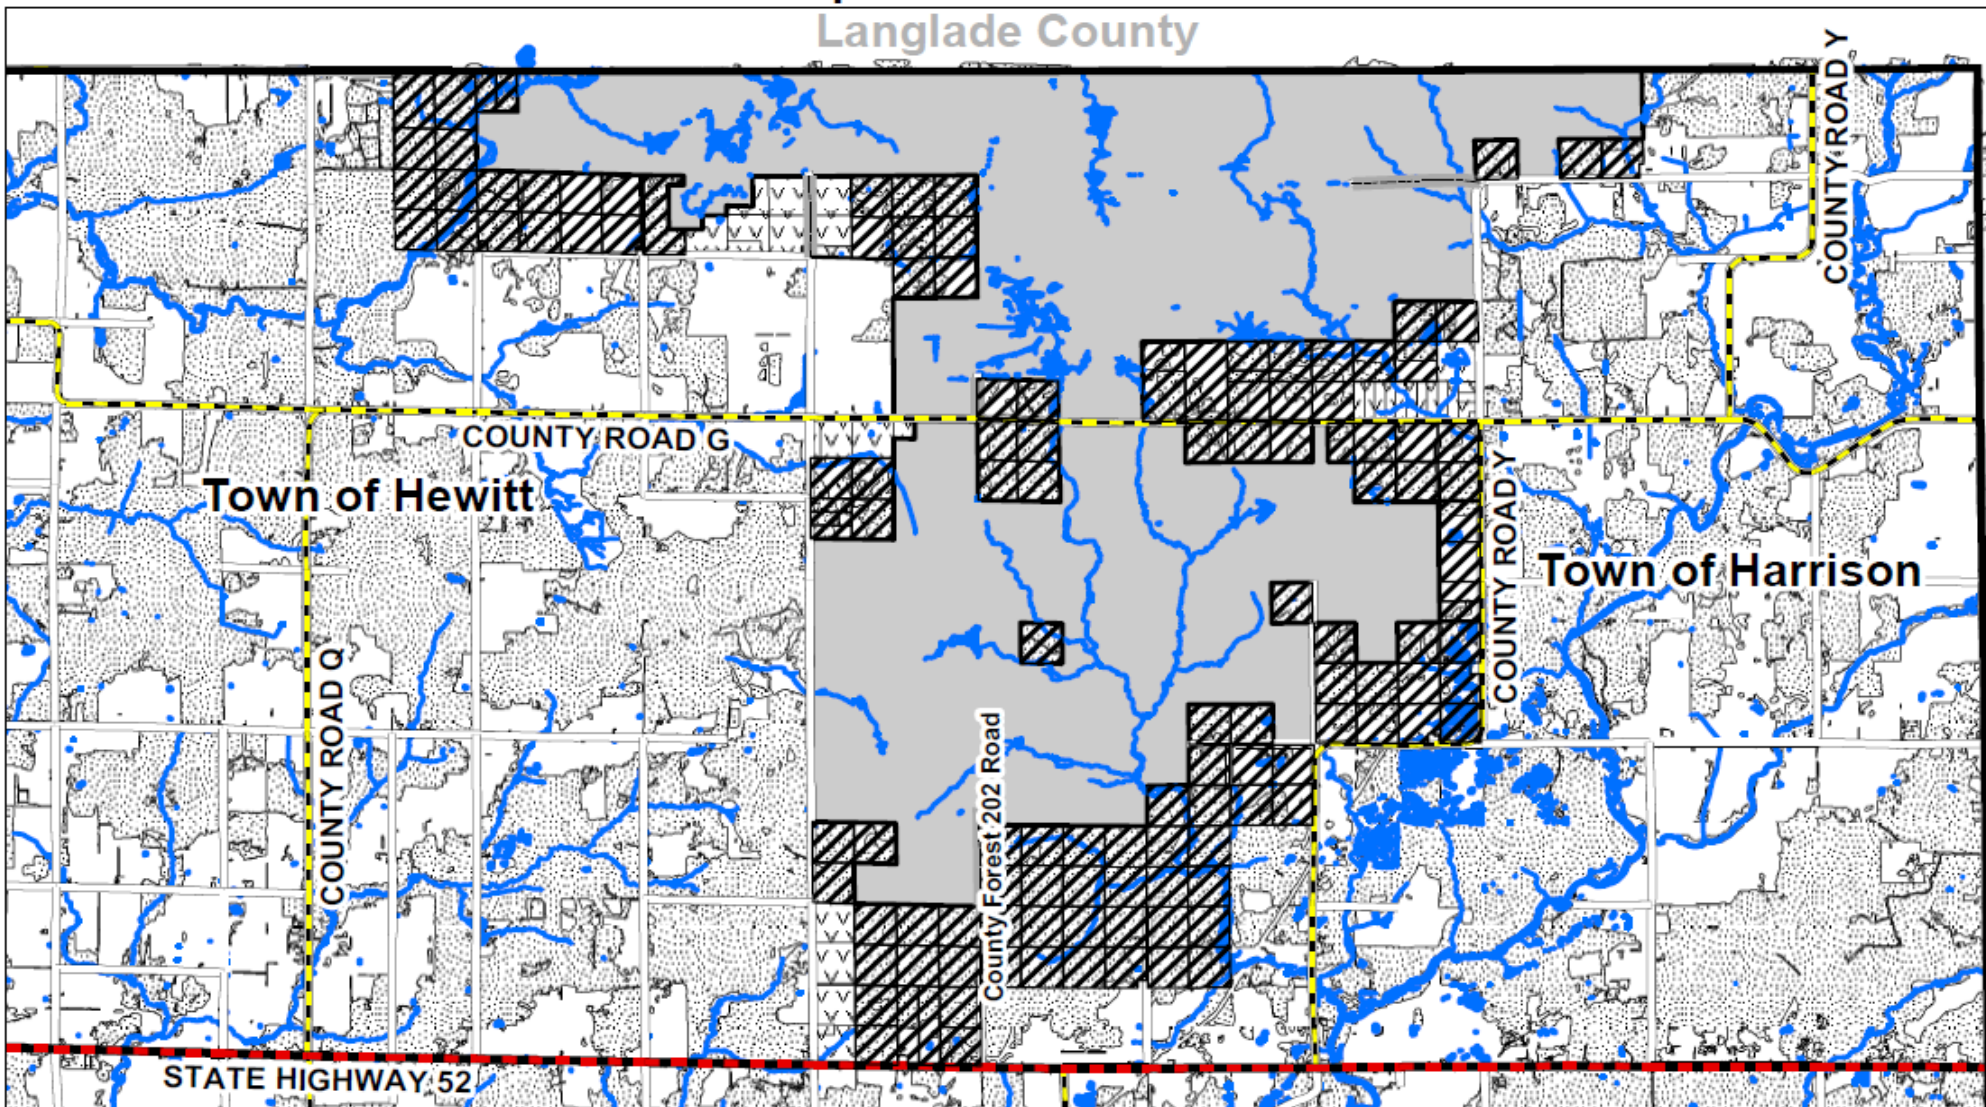 Langlade County
COUNTY ROAD Y
COUNTY ROAD G
Town of Hewitt
COUNTY ROAD Y
Town of Harrison
COUNTY ROAD Q
County Forest 202 Road
STATE HIGHWAY 52